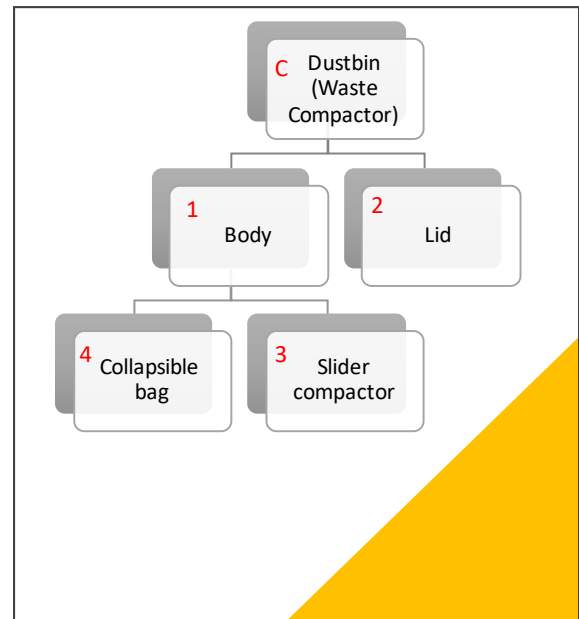 C
Dustbin
(Waste
Compactor)
1
Body
2
Lid
4
Collapsible
bag
3
Slider
compactor